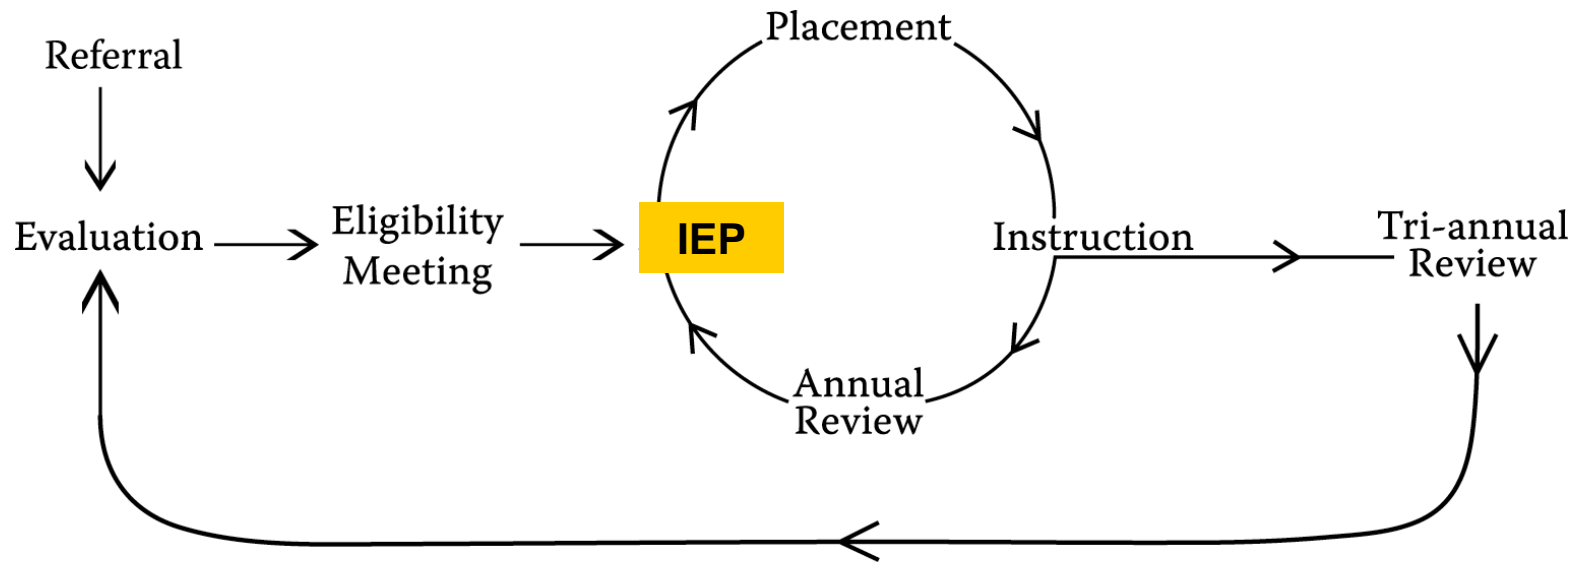 Referral
Evaluation
Eligibility
Meeting
IEP
Placement
Instruction
Annual
Review
Tri-annual
Review